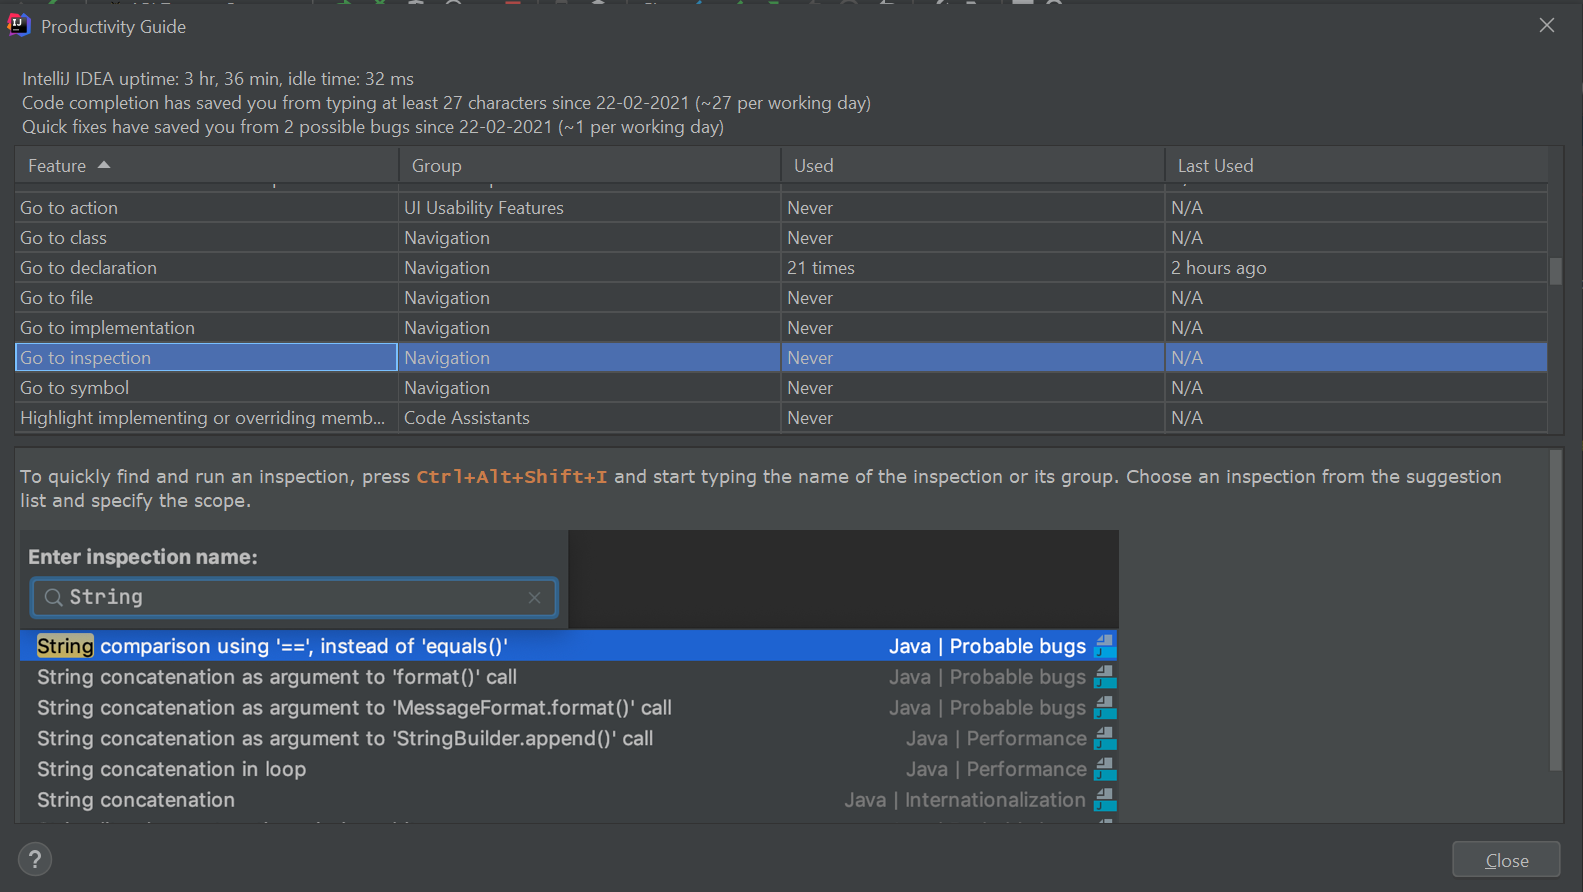 Productivity Guide
IntelliJ IDEA uptime: 3 hr, 36 min, idle time: 32 ms
Code completion has saved you from typing at least 27 characters since 22-02-2021 (~27 per working day)
Quick fixes have saved you from 2 possible bugs since 22-02-2021 (~1 per working day)
Feature Group Used Last Used
Go to action UI Usability Features Never N/A
Go to class Navigation Never N/A
Go to declaration Navigation 21 times 2 hours ago
Go to file Navigation Never N/A
Go to implementation Navigation Never N/A
Go to inspection Navigation Never N/A
Go to symbol Navigation Never N/A
Highlight implementing or overriding memb... Code Assistants Never N/A
To quickly find and run an inspection, press Ctrl+Alt+Shift+I and start typing the name of the inspection or its group. Choose an inspection from the suggestion
list and specify the scope.
Enter inspection name:
String
String comparison using '==', instead of 'equals()' Java | Probable bugs
String concatenation as argument to 'format()' call Java | Probable bugs
String concatenation as argument to 'MessageFormat.format()' call Java | Probable bugs
String concatenation as argument to 'StringBuilder.append()' call Java | Performance
String concatenation in loop Java | Performance
String concatenation Java | Internationalization
? Close